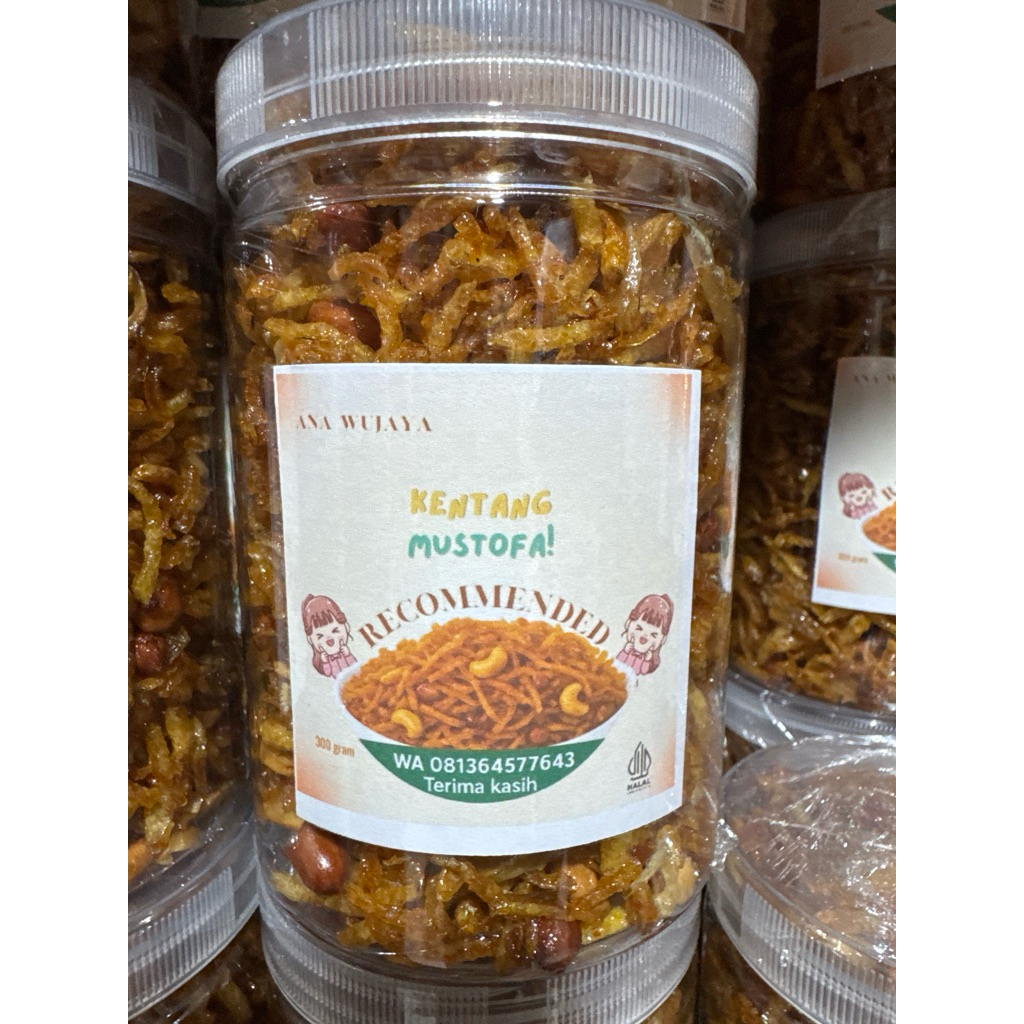 ANA WUJAYA
KENTANG
MUSTOFA!
RECOMMENDED
300 gram
WA 081364577643
Terima kasih
HALAL